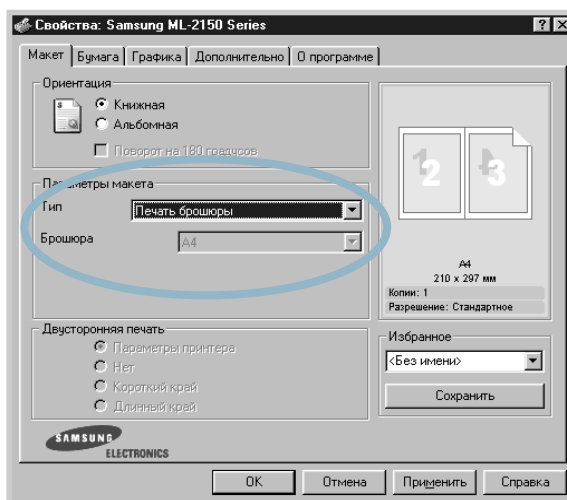 Свойства: Samsung ML-2150 Series
Макет Бумага Графика Дополнительно О программе
Ориентация
Книжная
Альбомная
Поворот на 180 градусов
Параметры макета
Тип Печать брошюры
Брошюра A4
Двусторонняя печать
Параметры принтера
Нет
Короткий край
Длинный край
1 2 4 3
A4
210 x 297 мм
Копии: 1
Разрешение: Стандартное
Избранное
<Без имени>
Сохранить
SAMSUNG
ELECTRONICS
OK Отмена Применить Справка